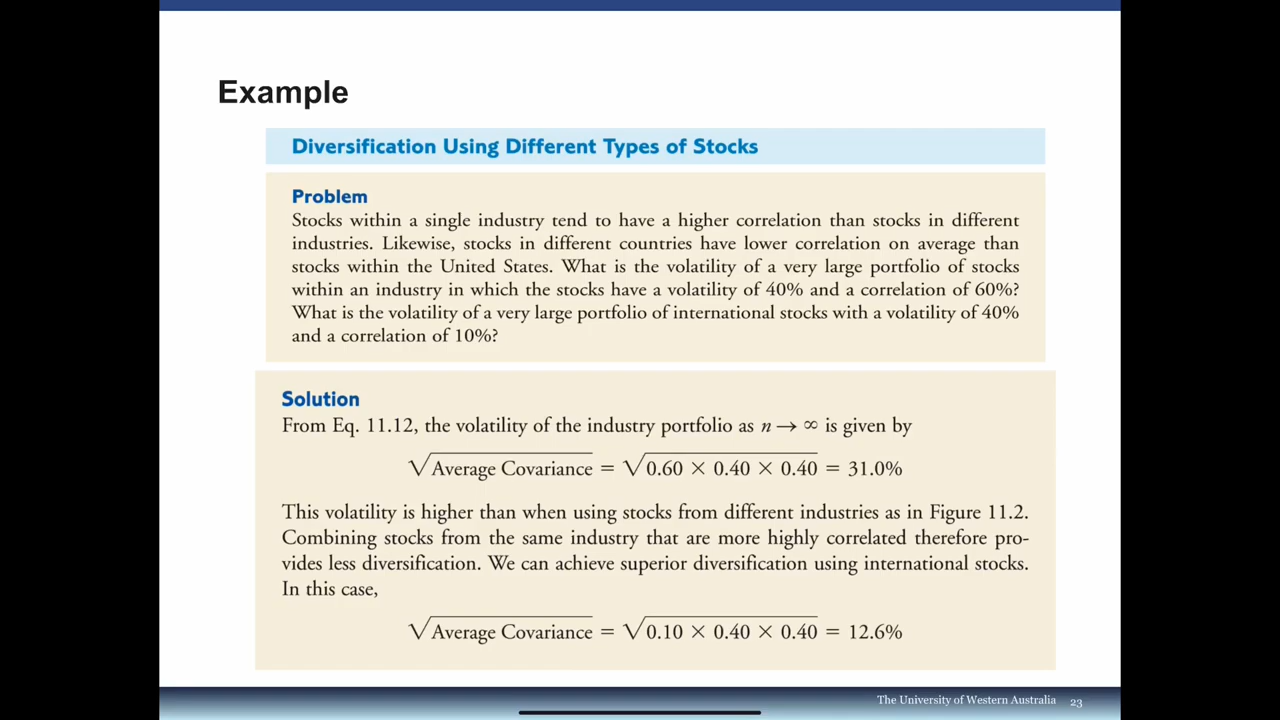 Example
Diversification Using Different Types of Stocks
Problem
Stocks within a single industry tend to have a higher correlation than stocks in different
industries. Likewise, stocks in different countries have lower correlation on average than
stocks within the United States. What is the volatility of a very large portfolio of stocks
within an industry in which the stocks have a volatility of 40% and a correlation of 60%?
What is the volatility of a very large portfolio of international stocks with a volatility of 40%
and a correlation of 10%?
Solution
From Eq. 11.12, the volatility of the industry portfolio as n → ∞ is given by
√Average Covariance = √0.60 × 0.40 × 0.40 = 31.0%
This volatility is higher than when using stocks from different industries as in Figure 11.2.
Combining stocks from the same industry that are more highly correlated therefore pro-
vides less diversification. We can achieve superior diversification using international stocks.
In this case,
√Average Covariance = √0.10 × 0.40 × 0.40 = 12.6%
The University of Western Australia 23